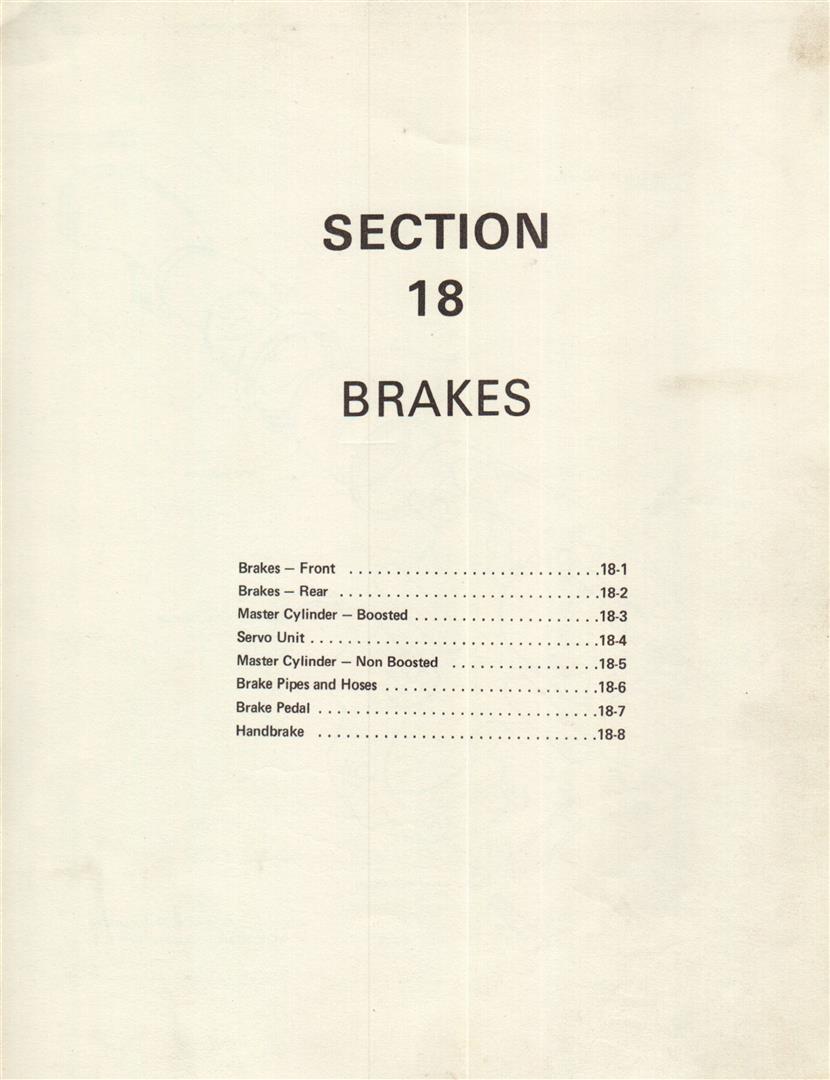 SECTION
18
BRAKES
Brakes – Front ...........................18-1
Brakes – Rear ............................18-2
Master Cylinder – Boosted ....................18-3
Servo Unit ...............................18-4
Master Cylinder – Non Boosted ................18-5
Brake Pipes and Hoses .......................18-6
Brake Pedal ..............................18-7
Handbrake ..............................18-8